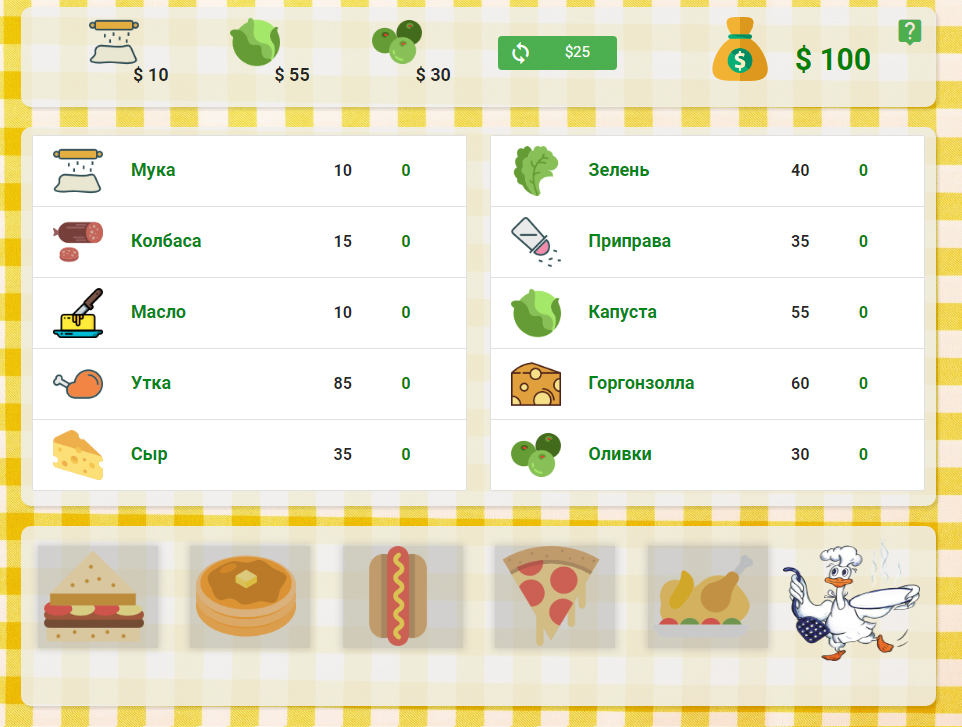 $ 10
$ 55
$ 30
$25
$
$ 100
?
Мука 10 0
Колбаса 15 0
Масло 10 0
Утка 85 0
Сыр 35 0
Зелень 40 0
Приправа 35 0
Капуста 55 0
Горгонзолла 60 0
Оливки 30 0